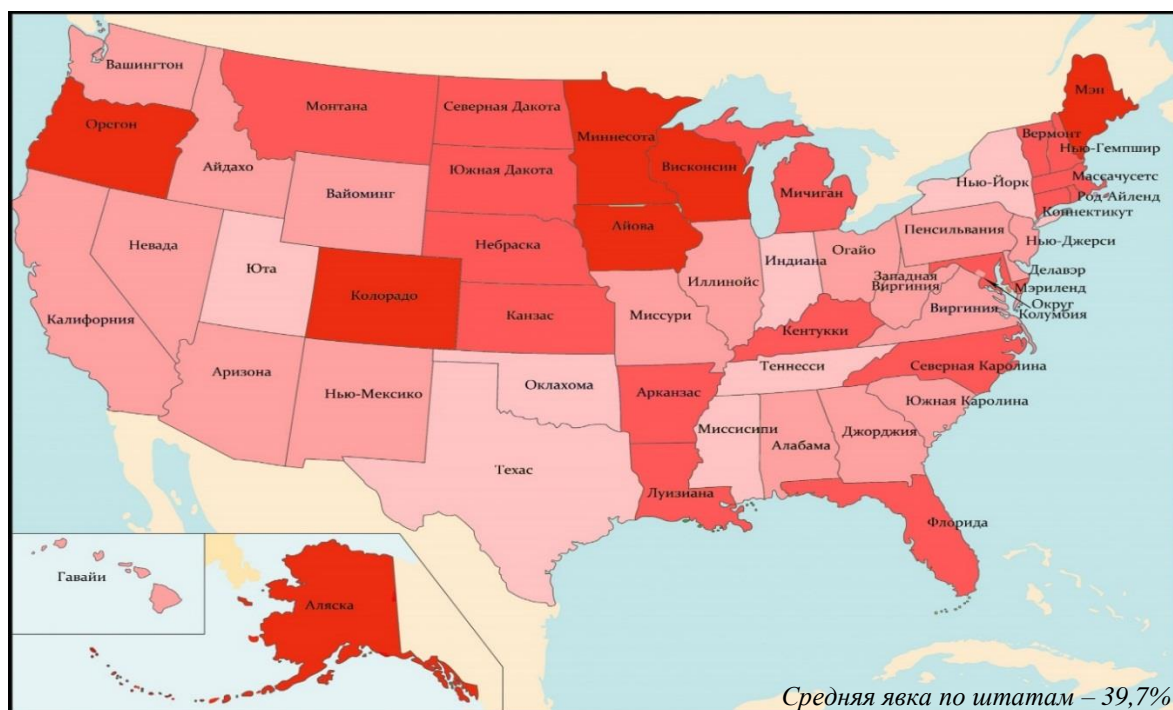 Вашингтон
Орегон
Монтана
Северная Дакота
Миннесота
Висконсин
Мичиган
Мэн
Вермонт
Нью-Гемпшир
Массачусетс
Нью-Йорк
Род-Айленд
Коннектикут
Айдахо
Вайоминг
Южная Дакота
Айова
Небраска
Пенсильвания
Нью-Джерси
Невада
Юта
Колорадо
Иллинойс
Индиана
Огайо
Западная
Виргиния
Делавэр
Мэриленд
Округ
Колумбия
Виргиния
Калифорния
Канзас
Миссури
Кентукки
Аризона
Нью-Мексико
Оклахома
Арканзас
Теннесси
Северная Каролина
Южная Каролина
Техас
Луизиана
Миссисипи
Алабама
Джорджия
Флорида
Гавайи
Аляска
Средняя явка по штатам – 39,7%